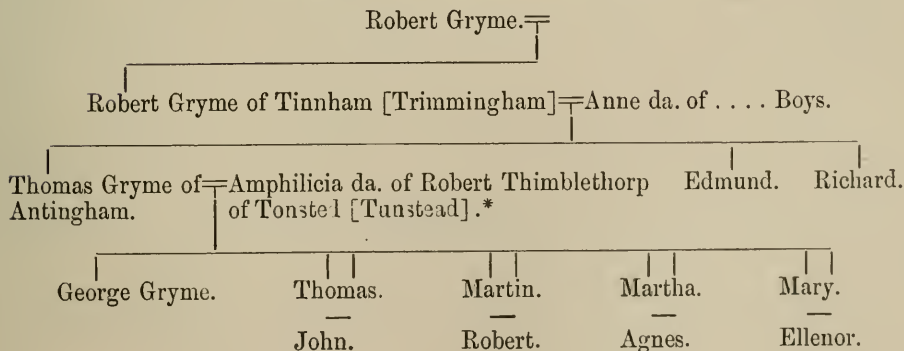 Robert Gryme.
Robert Gryme of Tinnham [Trimmingham] Anne da. of .... Boys.
Thomas Gryme of Amphilicia da. of Robert Thimblethorp Edmund. Richard.
Antingham. of Tonstel [Tunstead].*
George Gryme. Thomas. Martin. Martha. Mary.
John. Robert. Agnes. Ellenor.